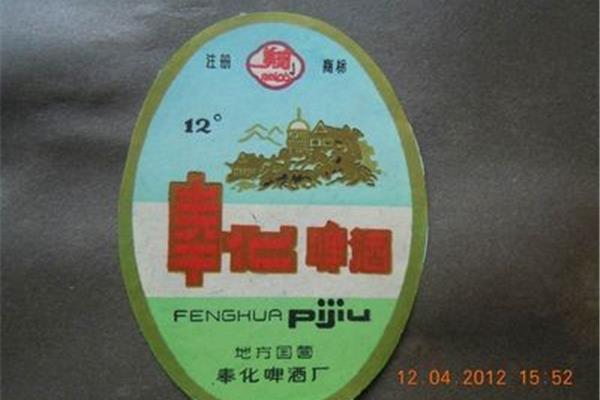 注册 商标
12°
奉化 啤酒
FENGHUA Pijiu
地方国营
奉化啤酒厂
12.04.2012 15:52